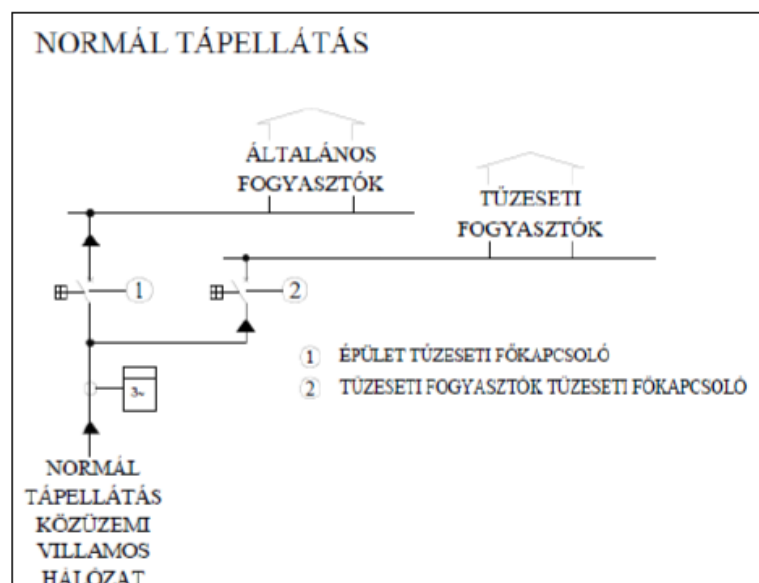 NORMÁL TÁPELLÁTÁS
ÁLTALÁNOS
FOGYASZTÓK
TŰZESETI
FOGYASZTÓK
1
2
1 ÉPÜLET TŰZESETI FŐKAPCSOLÓ
2 TŰZESETI FOGYASZTÓK TŰZESETI FŐKAPCSOLÓ
3~
NORMÁL
TÁPELLÁTÁS
KÖZÜZEMI
VILLAMOS
HÁLÓZAT